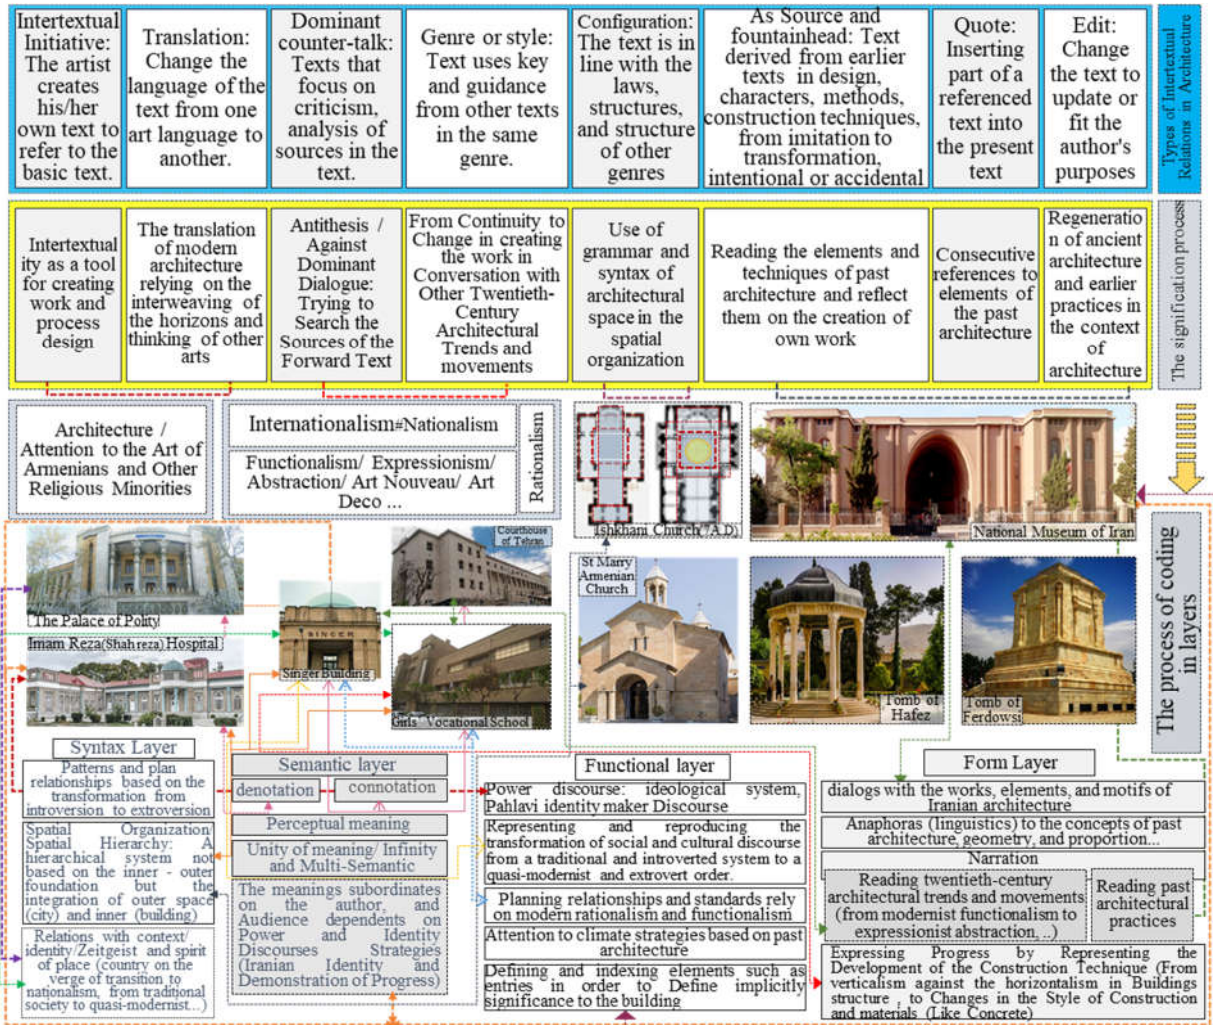 Intertextual
Initiative:
The artist
creates
his/her
own text to
refer to the
basic text.
Translation:
Change the
language of the
text from one
art language to
another.
Dominant
counter-talk:
Texts that
focus on
criticism,
analysis of
sources in the
text.
Genre or style:
Text uses key
and guidance
from other texts
in the same
genre.
Configuration:
The text is in
line with the
laws,
structures,
and structure
of other
genres
As Source and
fountainhead: Text
derived from earlier
texts in design,
characters, methods,
construction techniques,
from imitation to
transformation,
intentional or accidental
Quote:
Inserting
part of a
referenced
text into
the present
text
Edit:
Change
the text to
update or
fit the
author's
purposes
Types of Intertextual
Relations in Architecture
Intertextual
ity as a tool
for creating
work and
process
design
The translation
of modern
architecture
relying on the
interweaving of
the horizons and
thinking of other
arts
Antithesis /
Against
Dominant
Dialogue:
Trying to
Search the
Sources of the
Forward Text
From Continuity to
Change in creating
the work in
Conversation with
Other Twentieth-
Century
Architectural
Trends and
movements
Use of
grammar and
syntax of
architectural
space in the
spatial
organization
Reading the elements and
techniques of past
architecture and reflect
them on the creation of
own work
Consecutive
references to
elements of
the past
architecture
Regeneratio
n of ancient
architecture
and earlier
practices in
the context
of
architecture
The signification process
Architecture /
Attention to the Art of
Armenians and Other
Religious Minorities
Internationalism≠Nationalism
Functionalism/ Expressionism/
Abstraction/ Art Nouveau/ Art
Deco ...
Rationalism
Ishkhani Church(7A.D)
National Museum of Iran
The Palace of Polity
Courthouse
of Tehran
St Marry
Armenian
Church
Imam Reza(Shahreza) Hospital
SINGER
Singer Building
Girls' Vocational School
Tomb of
Hafez
Tomb of
Ferdowsi
The process of coding
in layers
Syntax Layer
Patterns and plan
relationships based on the
transformation from
introversion to extroversion
Spatial Organization/
Spatial Hierarchy: A
hierarchical system not
based on the inner - outer
foundation but the
integration of outer space
(city) and inner (building)
Relations with context/
identity/Zeitgeist and spirit
of place (country on the
verge of transition to
nationalism, from traditional
society to quasi-modernist...)
Semantic layer
denotation
connotation
Perceptual meaning
Unity of meaning/ Infinity
and Multi-Semantic
The meanings subordinates
on the author, and
Audience dependents on
Power and Identity
Discourses Strategies
(Iranian Identity and
Demonstration of Progress)
Functional layer
Power discourse: ideological system,
Pahlavi identity maker Discourse
Representing and reproducing the
transformation of social and cultural discourse
from a traditional and introverted system to a
quasi-modernist and extrovert order.
Planning relationships and standards rely
on modern rationalism and functionalism
Attention to climate strategies based on past
architecture
Defining and indexing elements such as
entries in order to Define implicitly
significance to the building
Form Layer
dialogs with the works, elements, and motifs of
Iranian architecture
Anaphoras (linguistics) to the concepts of past
architecture, geometry, and proportion...
Narration
Reading twentieth-century
architectural trends and movements
(from modernist functionalism to
expressionist abstraction, ..)
Reading past
architectural
practices
Expressing Progress by Representing the
Development of the Construction Technique (From
verticalism against the horizontalism in Buildings
structure , to Changes in the Style of Construction
and materials (Like Concrete)